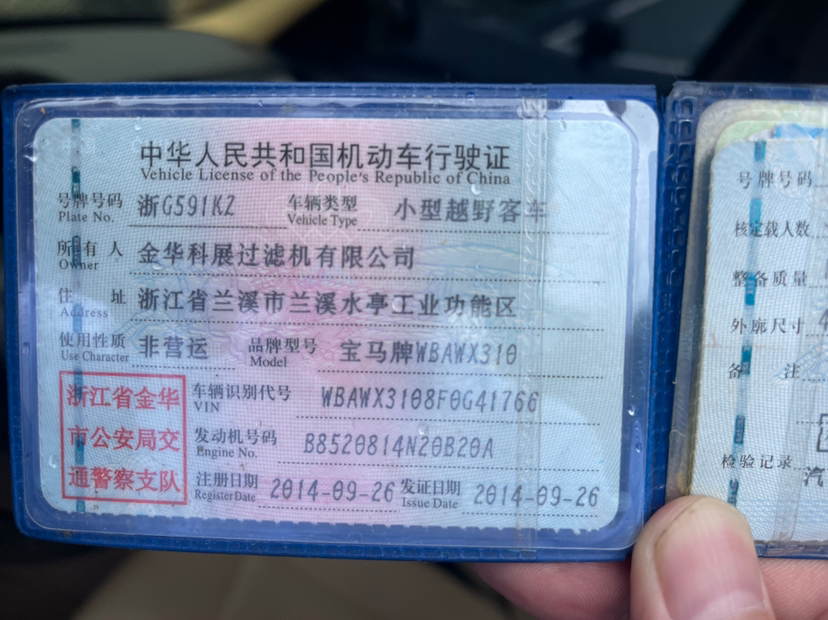 中华人民共和国机动车行驶证
Vehicle License of the People's Republic of China
号牌号码 浙G591KZ 车辆类型 小型越野客车
Plate No. Vehicle Type
所有人 金华科展过滤机有限公司
Owner
住址 浙江省兰溪市兰溪水亭工业功能区
Address
使用性质 非营运 品牌型号 宝马牌WBAWX310
Use Character Model
浙江省金华
市公安局交
通警察支队
车辆识别代号 WBAWX3108F0G41766
VIN
发动机号码 B8520814N20B20A
Engine No.
注册日期 2014-09-26 发证日期 2014-09-26
Register Date Issue Date
号牌号码
核定载人数
整备质量
外廓尺寸
备注
检验记录
汽